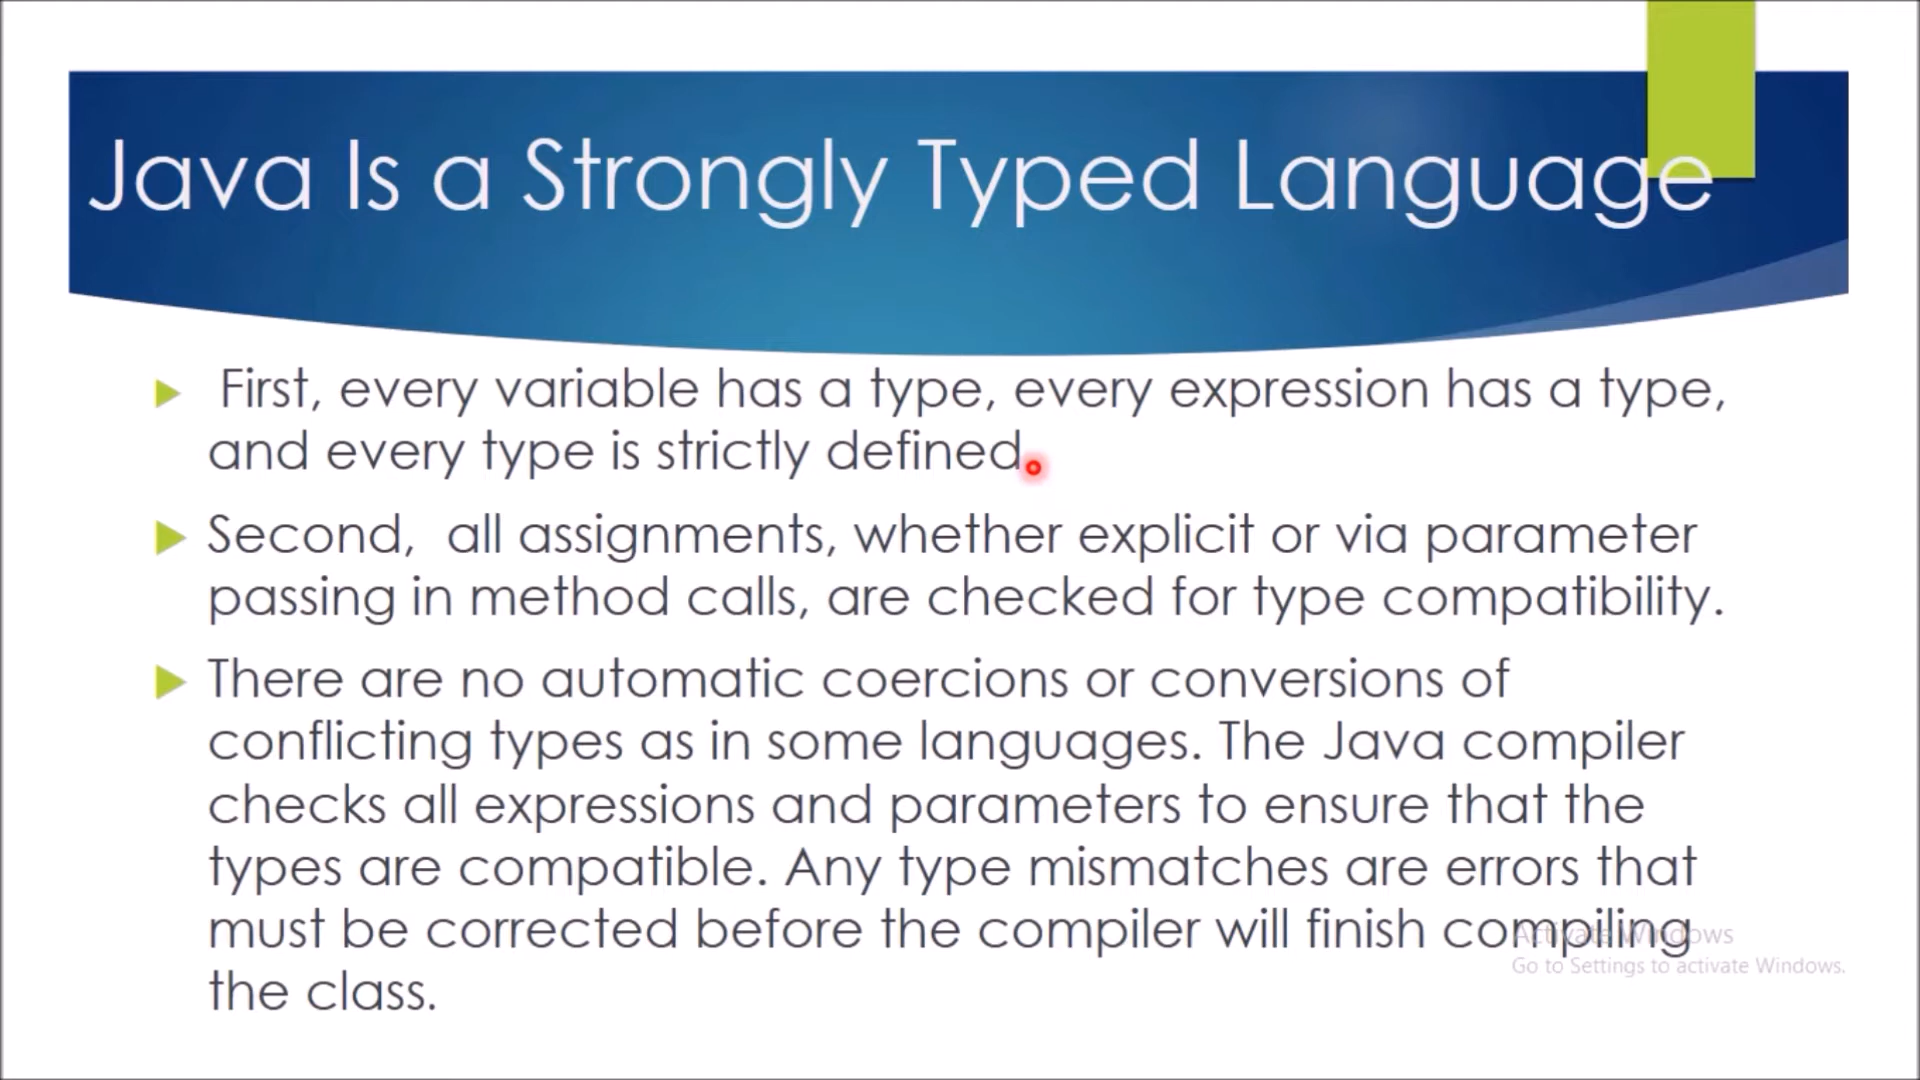 Java Is a Strongly Typed Language
First, every variable has a type, every expression has a type,
and every type is strictly defined.
Second, all assignments, whether explicit or via parameter
passing in method calls, are checked for type compatibility.
There are no automatic coercions or conversions of
conflicting types as in some languages. The Java compiler
checks all expressions and parameters to ensure that the
types are compatible. Any type mismatches are errors that
must be corrected before the compiler will finish compiling
the class.
Activate Windows
Go to Settings to activate Windows.